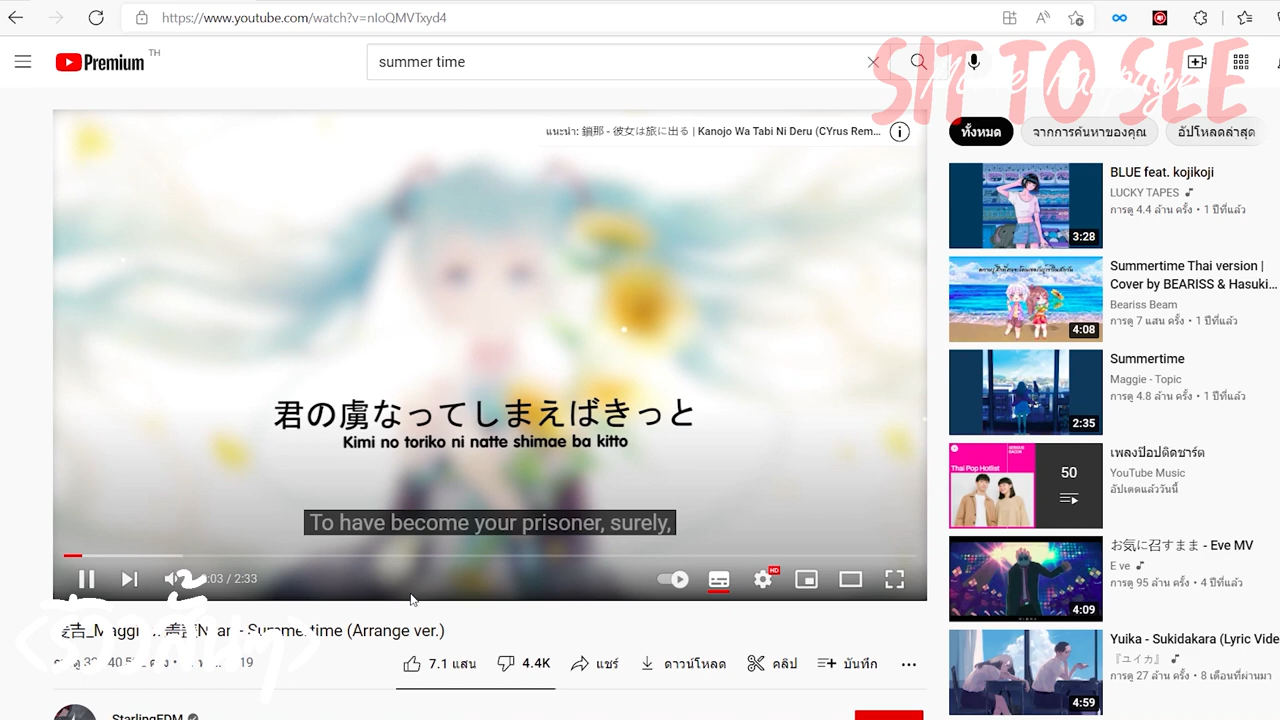 https://www.youtube.com/watch?v=nIoQMVTxyd4
Premium TH
summer time
SIT TO SEE
แนะนำ: 鎖那 - 彼女は旅に出る | Kanojo Wa Tabi Ni Deru (CYrus Rem...
君の虜なってしまえばきっと
Kimi no toriko ni natte shimae ba kitto
To have become your prisoner, surely,
:03 / 2:33
HD
Summertime (Arrange ver.)
19
7.1 แสน
4.4K
แชร์
ดาวน์โหลด
คลิป
บันทึก
StarlingEDM
ทั้งหมด
จากการค้นหาของคุณ
อัปโหลดล่าสุด
BLUE feat. kojikoji
LUCKY TAPES
การดู 4.4 ล้าน ครั้ง • 1 ปีที่แล้ว
3:28
Summertime Thai version |
Cover by BEARISS & Hasuki...
Beariss Beam
การดู 7 แสน ครั้ง • 1 ปีที่แล้ว
4:08
Summertime
Maggie - Topic
การดู 4.8 ล้าน ครั้ง • 1 ปีที่แล้ว
2:35
เพลงป๊อปติดชาร์ต
YouTube Music
อัปเดตแล้ววันนี้
Thai Pop Hotlist
50
お気に召すまま - Eve MV
E ve
การดู 95 ล้าน ครั้ง • 4 ปีที่แล้ว
4:09
Yuika - Sukidakara (Lyric Vide
『ユイカ』
การดู 27 ล้าน ครั้ง • 8 เดือนที่ผ่านมา
4:59